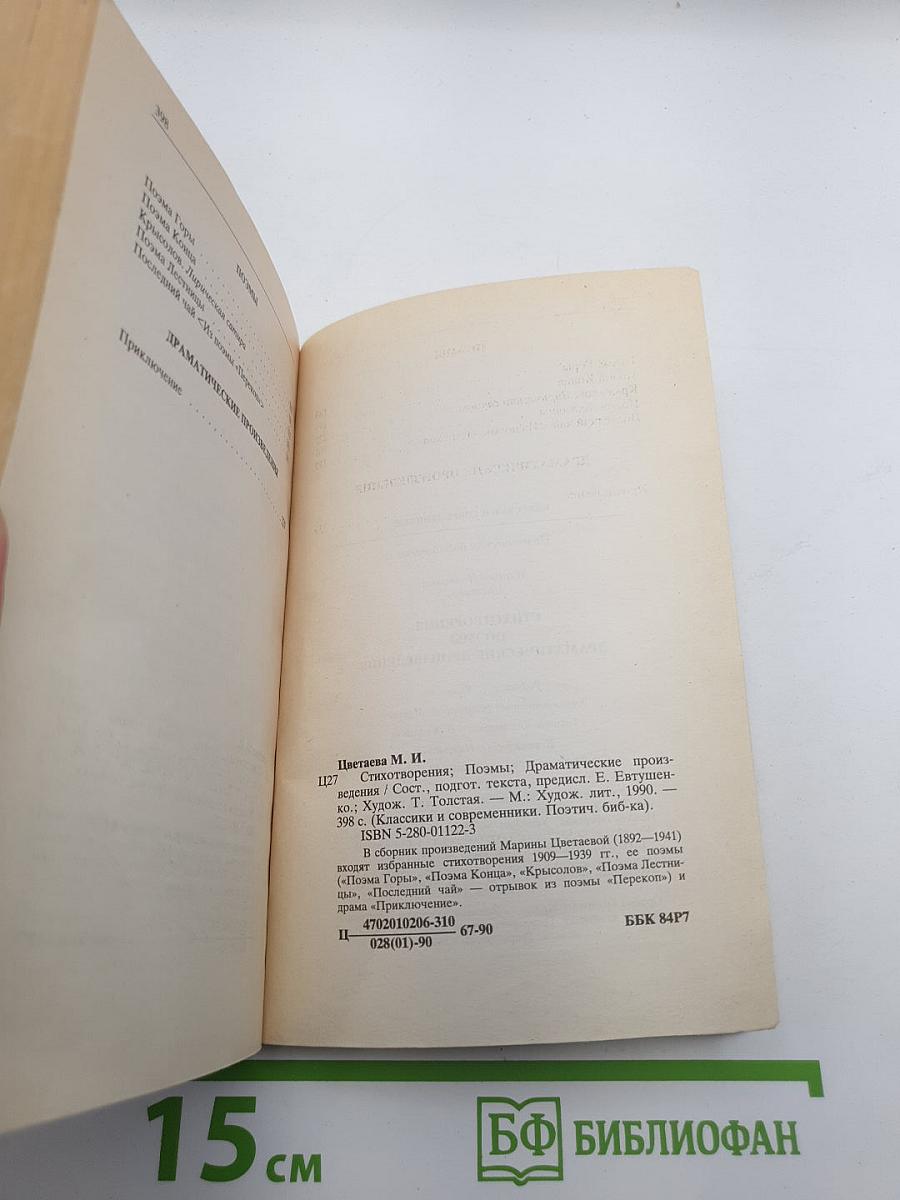 398
ПОЭМЫ
Поэма Горы
Поэма Конца
Крысолов. Лирическая сатира
Поэма Лестницы
Последний чай <Из поэмы «Перекоп»>
ДРАМАТИЧЕСКИЕ ПРОИЗВЕДЕНИЯ
Приключение
Цветаева М. И.
Ц27 Стихотворения; Поэмы; Драматические произ-
ведения / Сост., подгот. текста, предисл. Е. Евтушен-
ко.; Худож. Т. Толстая. — М.: Худож. лит., 1990. —
398 с. (Классики и современники. Поэтич. биб-ка).
ISBN 5-280-01122-3
В сборник произведений Марины Цветаевой (1892—1941)
входят избранные стихотворения 1909—1939 гг., ее поэмы
(«Поэма Горы», «Поэма Конца», «Крысолов», «Поэма Лестни-
цы», «Последний чай» — отрывок из поэмы «Перекоп») и
драма «Приключение».
Ц 4702010206-310 67-90 ББК 84Р7
028(01)-90
15 см БФ БИБЛИОФАН